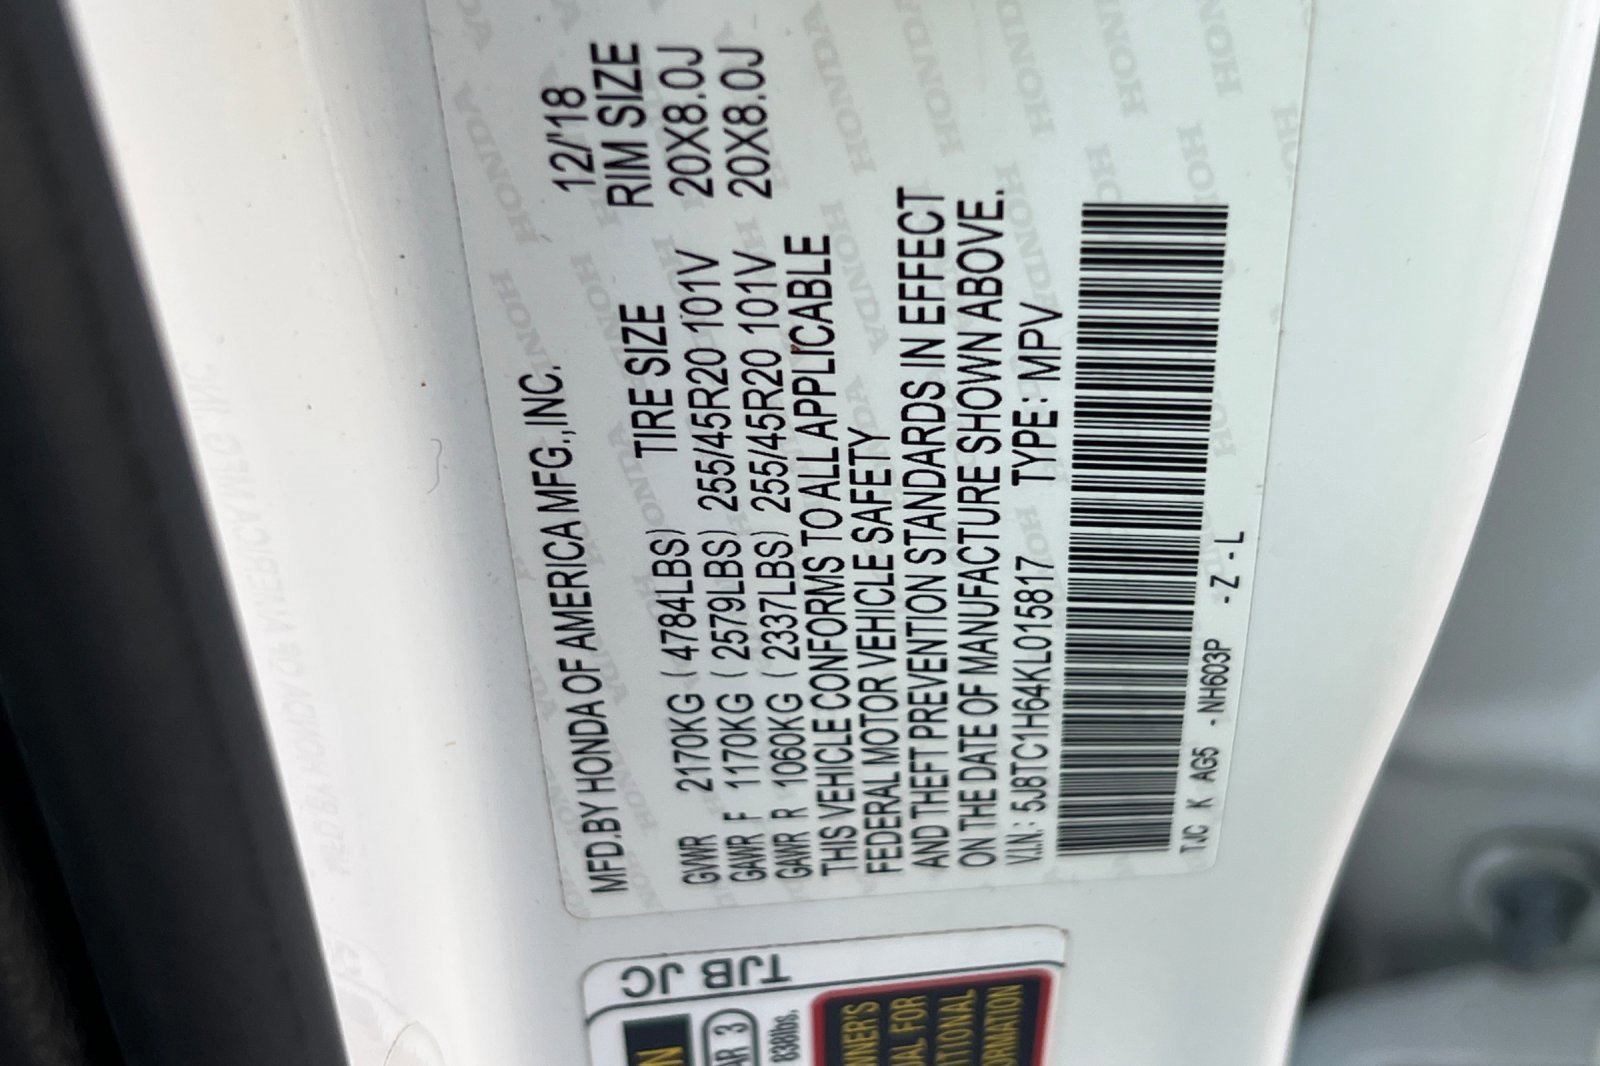 MFD.BY HONDA OF AMERICA MFG.,INC. 12/'18
TIRE SIZE RIM SIZE
GVWR 2170KG ( 4784LBS) 255/45R20 101V 20X8.0J
GAWR F 1170KG ( 2579LBS) 255/45R20 101V 20X8.0J
GAWR R 1060KG ( 2337LBS)
THIS VEHICLE CONFORMS TO ALL APPLICABLE
FEDERAL MOTOR VEHICLE SAFETY
AND THEFT PREVENTION STANDARDS IN EFFECT
ON THE DATE OF MANUFACTURE SHOWN ABOVE.
V.I.N.: 5J8TC1H64KL015817 TYPE: MPV
TJC K AG5 -NH603P -Z -L
TJB JC
3
838lbs.
FOR